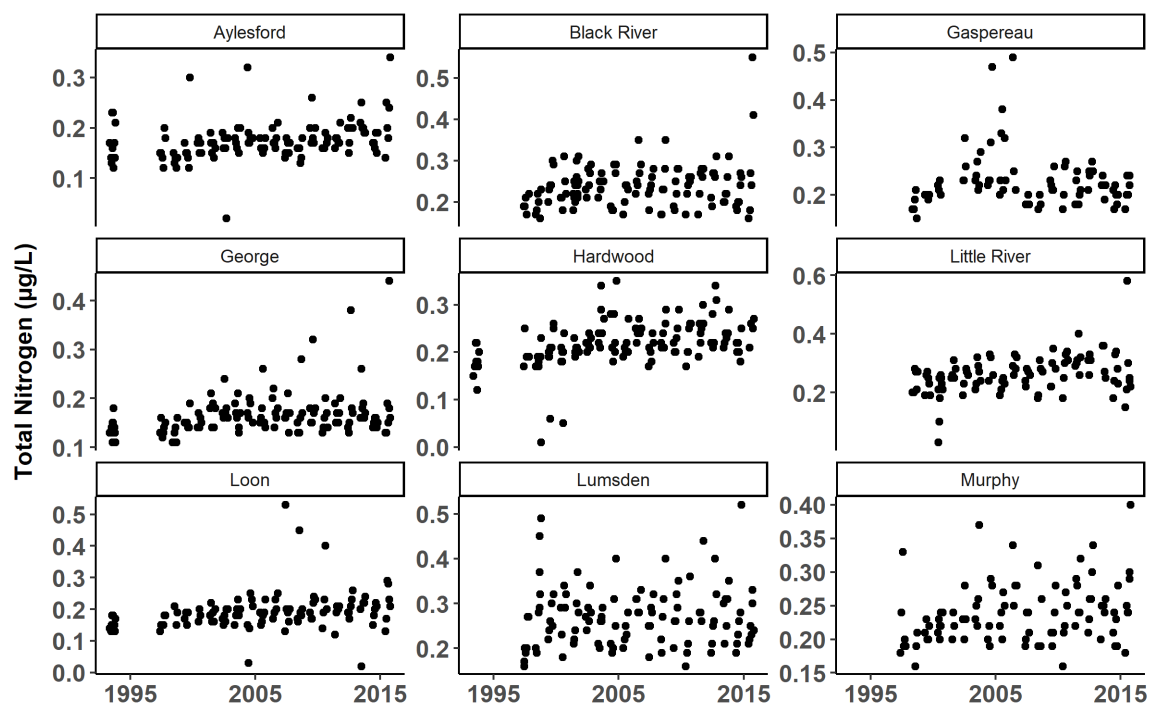 Aylesford Black River Gaspereau
0.3 0.5 0.5
0.2 0.4 0.4
0.1 0.3 0.3
0.2 0.2
George Hardwood Little River
0.4 0.3 0.6
0.3 0.2 0.4
0.2 0.1 0.2
0.1 0.0
Total Nitrogen (µg/L)
Loon Lumsden Murphy
0.5 0.5 0.40
0.4 0.4 0.35
0.3 0.3 0.30
0.2 0.2 0.25
0.1 0.20
0.0 0.15
1995 2005 2015 1995 2005 2015 1995 2005 2015